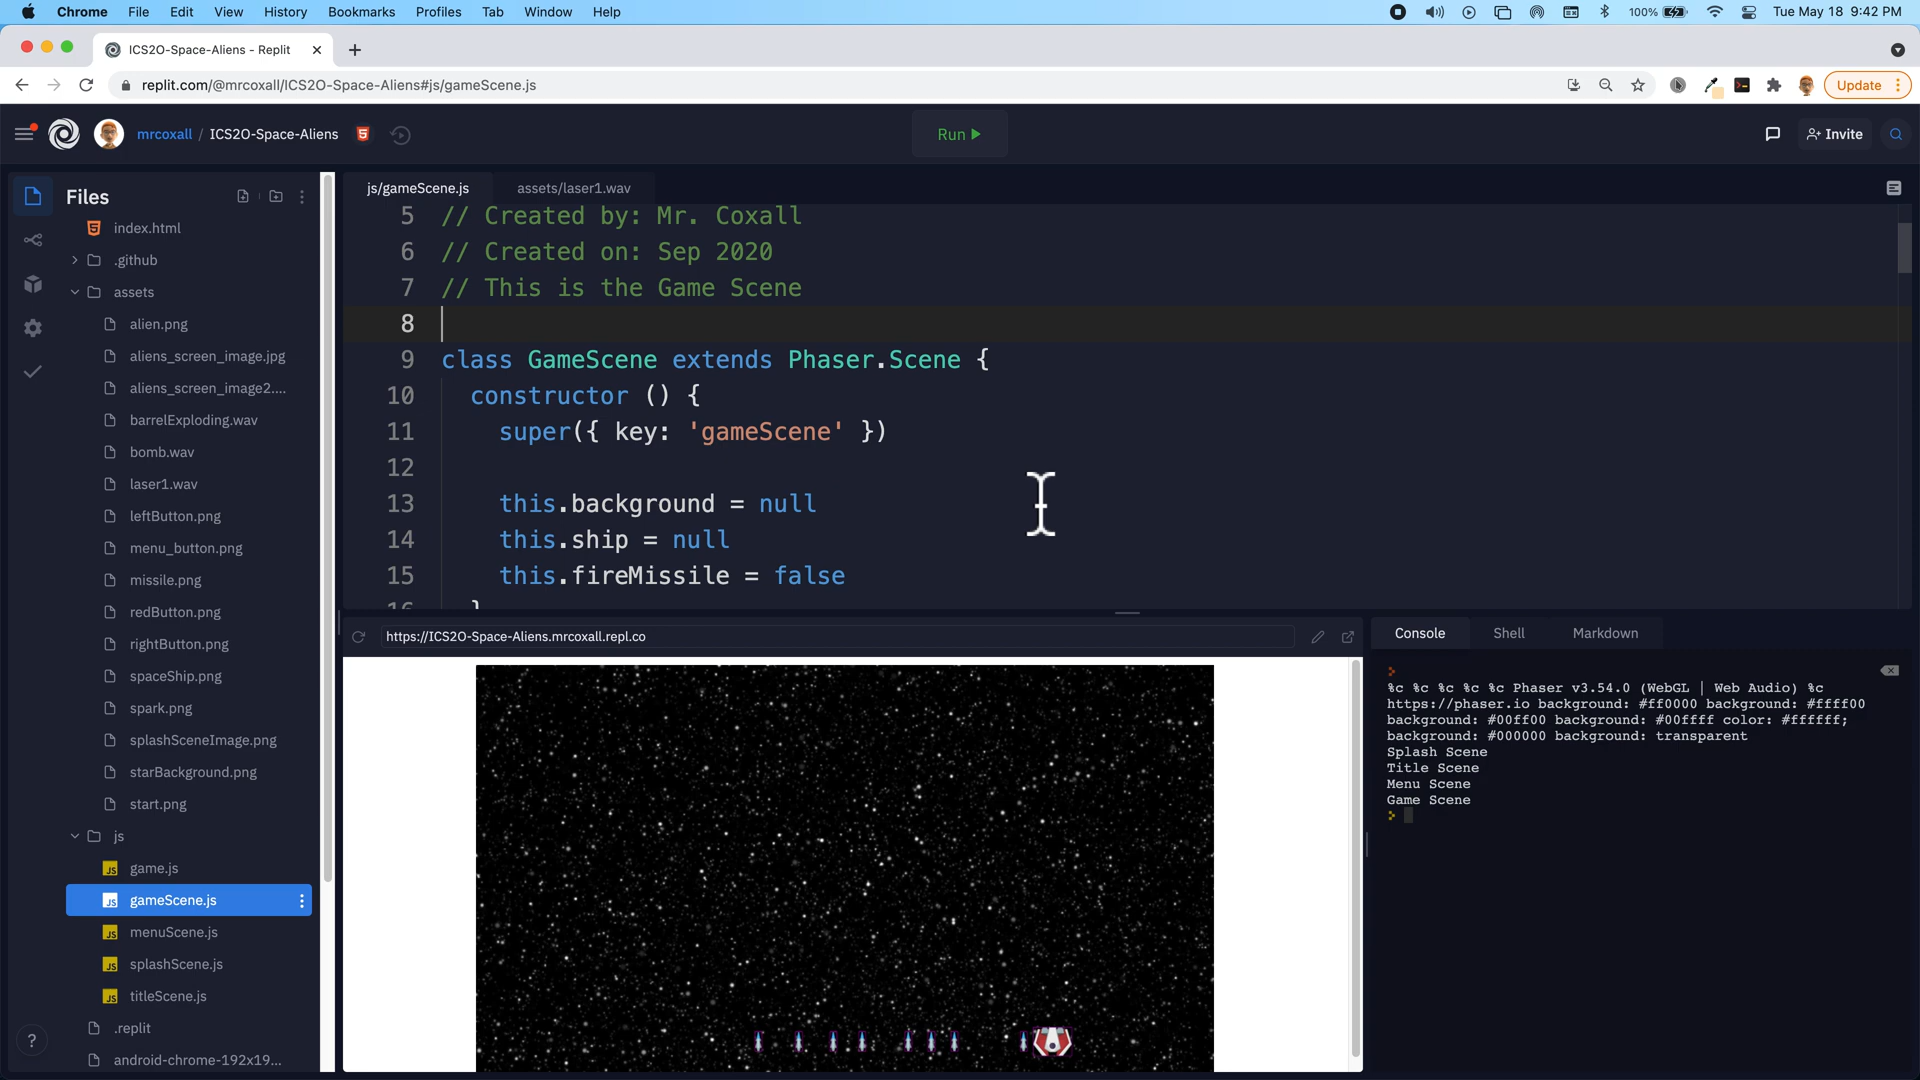 Chrome File Edit View History Bookmarks Profiles Tab Window Help 100% Tue May 18 9:42 PM
ICS2O-Space-Aliens - Replit
replit.com/@mrcoxall/ICS2O-Space-Aliens#js/gameScene.js Update
mrcoxall / ICS2O-Space-Aliens Run Invite
Files
index.html
.github
assets
alien.png
aliens_screen_image.jpg
aliens_screen_image2....
barrelExploding.wav
bomb.wav
laser1.wav
leftButton.png
menu_button.png
missile.png
redButton.png
rightButton.png
spaceShip.png
spark.png
splashSceneImage.png
starBackground.png
start.png
js
game.js
gameScene.js
menuScene.js
splashScene.js
titleScene.js
.replit
android-chrome-192x19...
?
js/gameScene.js assets/laser1.wav
5 // Created by: Mr. Coxall
6 // Created on: Sep 2020
7 // This is the Game Scene
8
9 class GameScene extends Phaser.Scene {
10 constructor () {
11 super({ key: 'gameScene' })
12
13 this.background = null
14 this.ship = null
15 this.fireMissile = false
16 }
https://ICS2O-Space-Aliens.mrcoxall.repl.co
Console Shell Markdown
%c %c %c %c %c Phaser v3.54.0 (WebGL | Web Audio) %c
https://phaser.io background: #ff0000 background: #ffff00
background: #00ff00 background: #00ffff color: #ffffff;
background: #000000 background: transparent
Splash Scene
Title Scene
Menu Scene
Game Scene